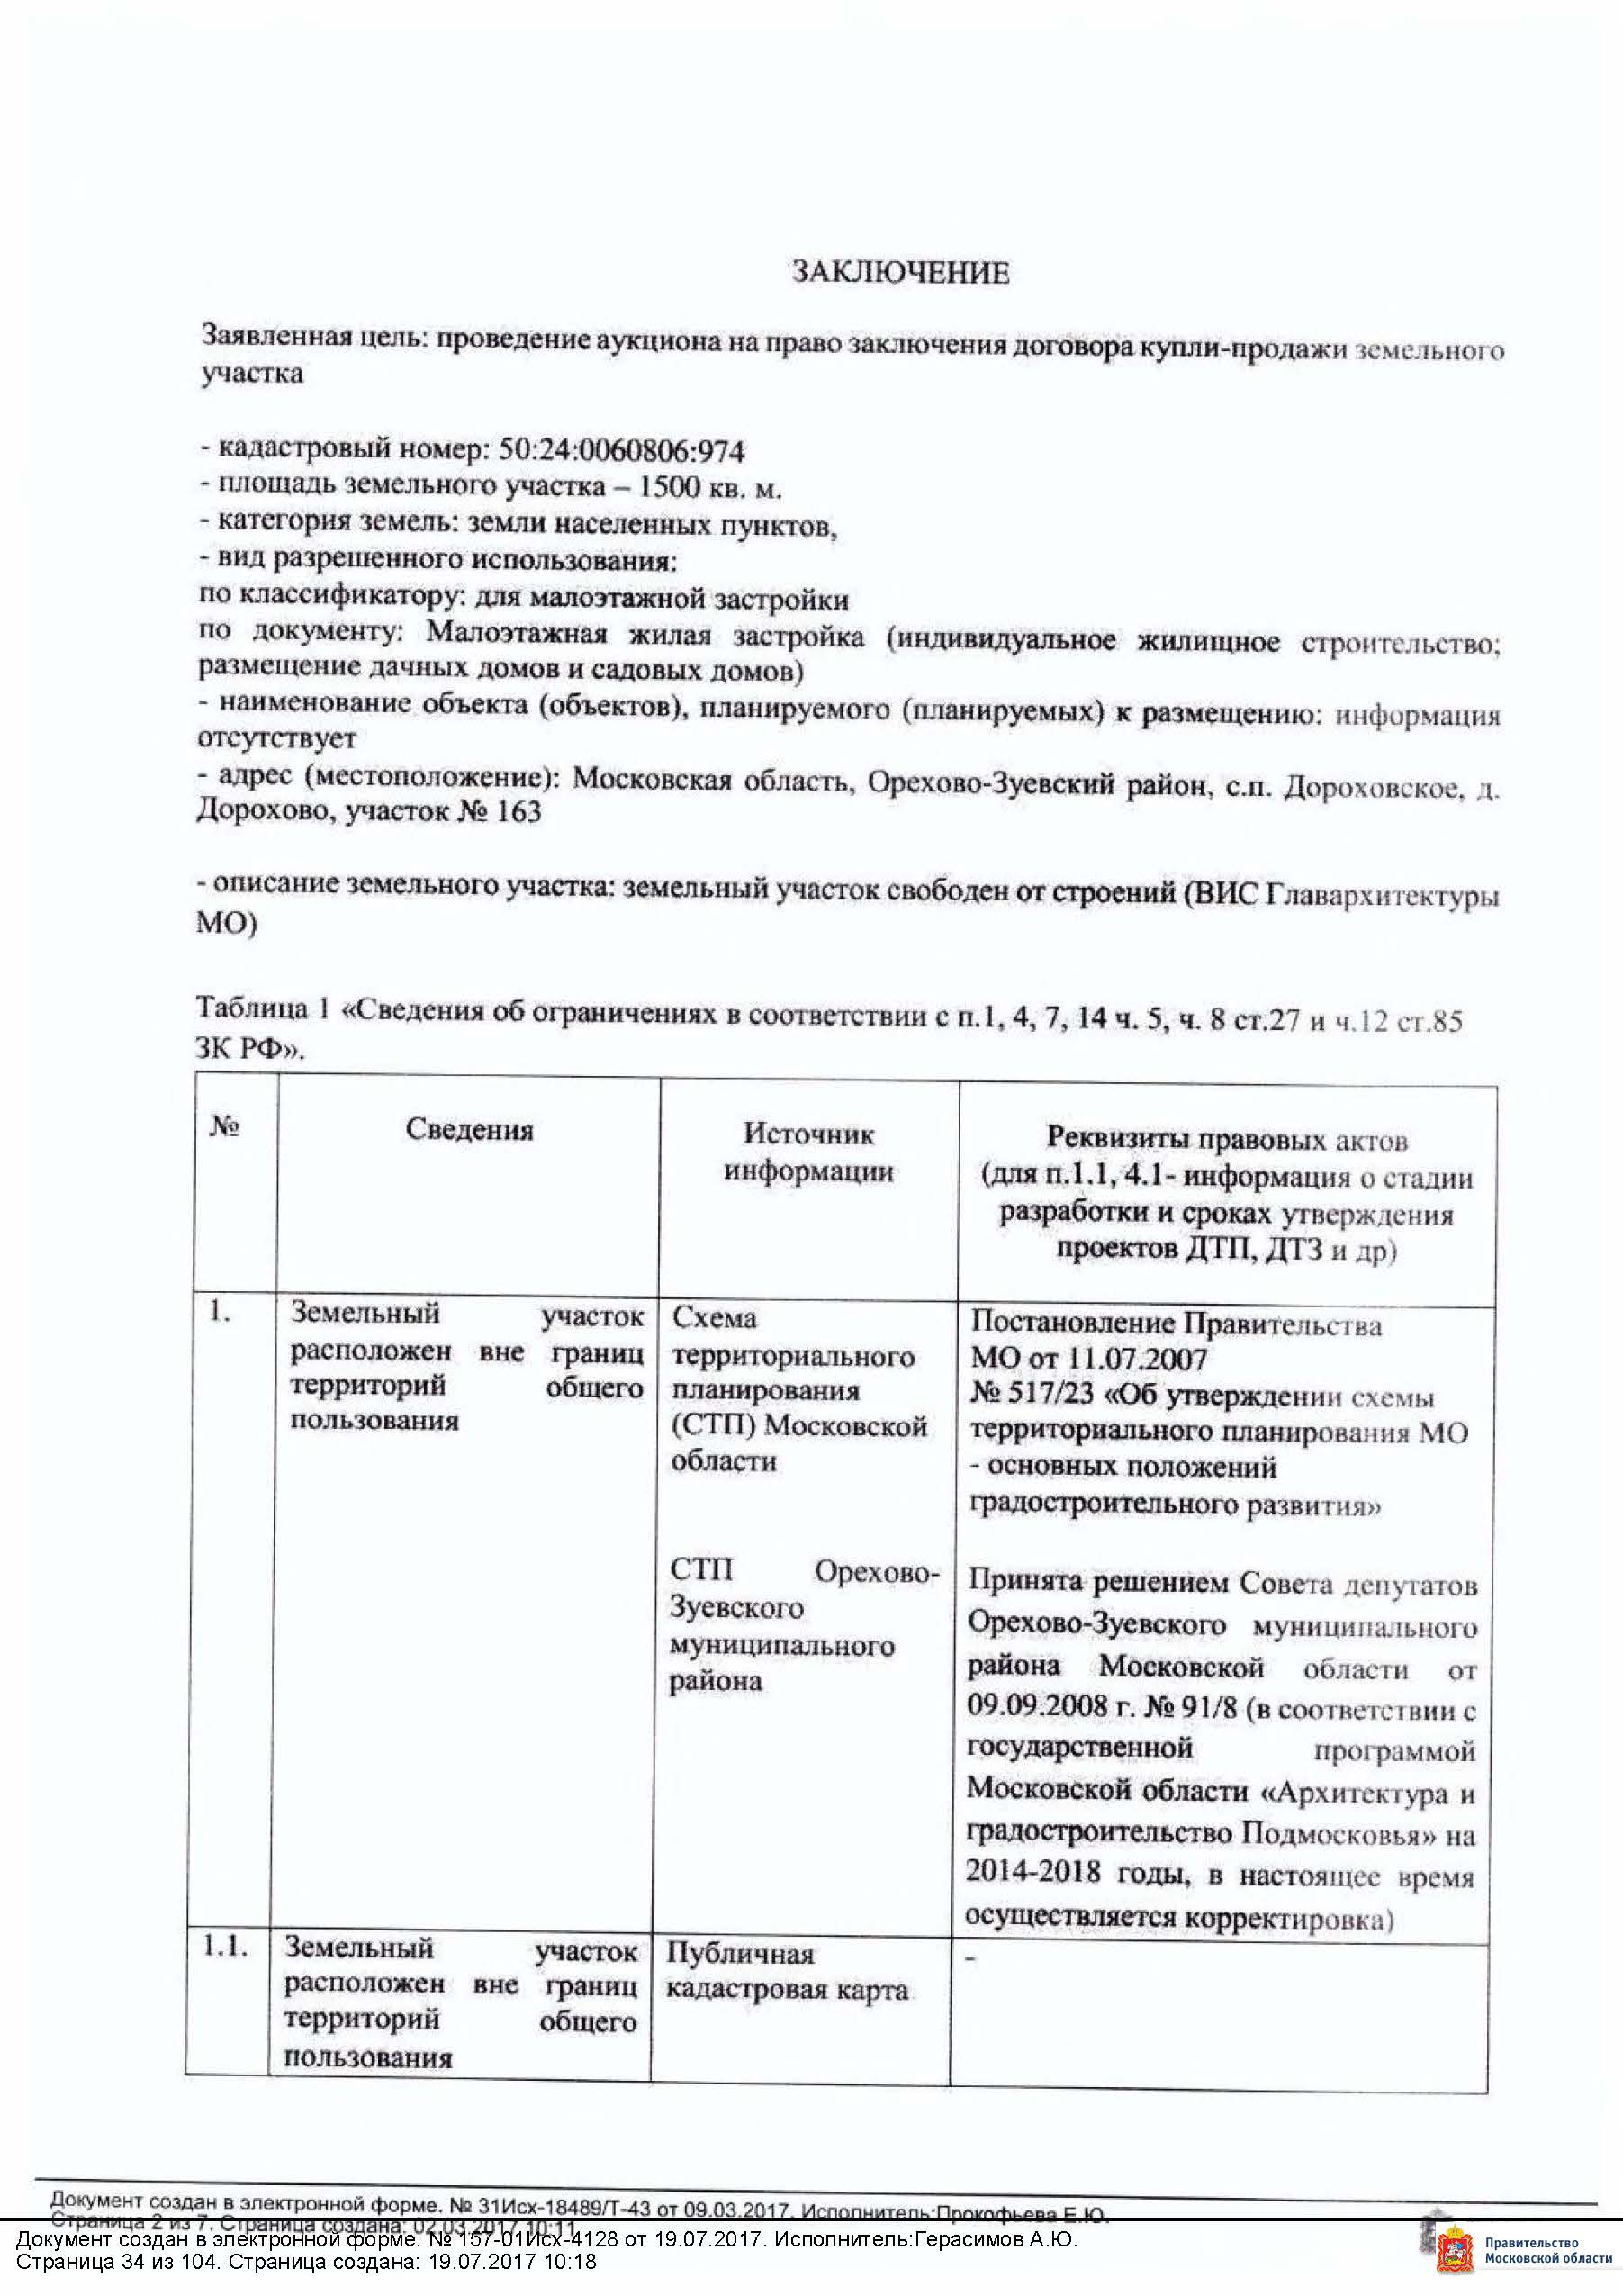 ЗАКЛЮЧЕНИЕ
Заявленная цель: проведение аукциона на право заключения договора купли-продажи земельного
участка
- кадастровый номер: 50:24:0060806:974
- площадь земельного участка – 1500 кв. м.
- категория земель: земли населенных пунктов,
- вид разрешенного использования:
по классификатору: для малоэтажной застройки
по документу: Малоэтажная жилая застройка (индивидуальное жилищное строительство;
размещение дачных домов и садовых домов)
- наименование объекта (объектов), планируемого (планируемых) к размещению: информация
отсутствует
- адрес (местоположение): Московская область, Орехово-Зуевский район, с.п. Дороховское, д.
Дорохово, участок № 163
- описание земельного участка: земельный участок свободен от строений (ВИС Главархитектуры
МО)
Таблица 1 «Сведения об ограничениях в соответствии с п.1, 4, 7, 14 ч. 5, ч. 8 ст.27 и ч.12 ст.85
ЗК РФ».
№
Сведения
Источник
информации
Реквизиты правовых актов
(для п.1.1, 4.1- информация о стадии
разработки и сроках утверждения
проектов ДТП, ДТЗ и др)
1.
Земельный участок
расположен вне границ
территорий общего
пользования
Схема
территориального
планирования
(СТП) Московской
области
СТП Орехово-
Зуевского
муниципального
района
Постановление Правительства
МО от 11.07.2007
№ 517/23 «Об утверждении схемы
территориального планирования МО
- основных положений
градостроительного развития»
Принята решением Совета депутатов
Орехово-Зуевского муниципального
района Московской области от
09.09.2008 г. № 91/8 (в соответствии с
государственной программой
Московской области «Архитектура и
градостроительство Подмосковья» на
2014-2018 годы, в настоящее время
осуществляется корректировка)
1.1.
Земельный участок
расположен вне границ
территорий общего
пользования
Публичная
кадастровая карта
-
Документ создан в электронной форме. № 31Исх-18489/Т-43 от 09.03.2017. Исполнитель:Прокофьева Е.Ю.
Страница 2 из 7. Страница создана: 02.03.2017 10:11
Документ создан в электронной форме. № 157-01Исх-4128 от 19.07.2017. Исполнитель:Герасимов А.Ю.
Страница 34 из 104. Страница создана: 19.07.2017 10:18
Правительство
Московской области